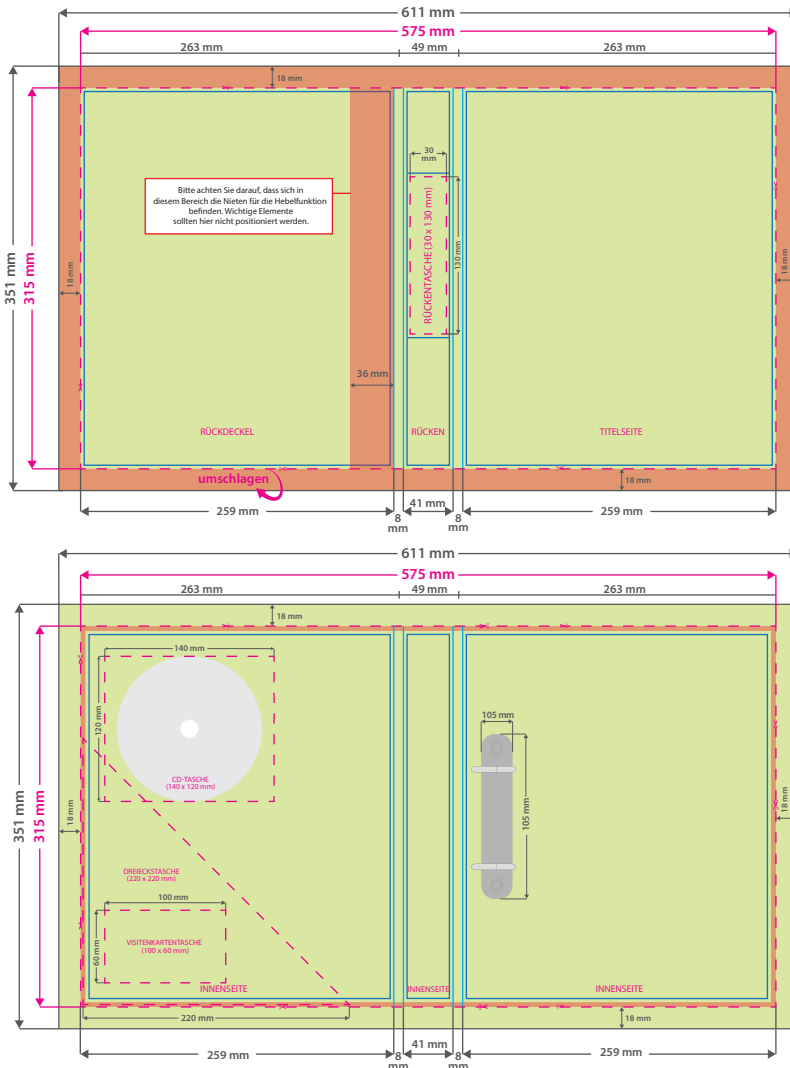 611 mm
575 mm
263 mm
49 mm
263 mm
18 mm
30
mm
Bitte achten Sie darauf, dass sich in
diesem Bereich die Nieten für die Hebelfunktion
befinden. Wichtige Elemente
sollten hier nicht positioniert werden.
RÜCKENTASCHE (30 x 130 mm)
130 mm
351 mm
315 mm
18 mm
18 mm
36 mm
RÜCKDECKEL
RÜCKEN
TITELSEITE
umschlagen
18 mm
259 mm
8
mm
41 mm
8
mm
259 mm
611 mm
575 mm
263 mm
49 mm
263 mm
18 mm
140 mm
120 mm
105 mm
CD-TASCHE
(140 x 120 mm)
105 mm
351 mm
315 mm
18 mm
18 mm
DREIECKSTASCHE
(220 x 220 mm)
100 mm
60 mm
VISITENKARTENTASCHE
(100 x 60 mm)
INNENSEITE
INNENSEITE
INNENSEITE
220 mm
18 mm
259 mm
8
mm
41 mm
8
mm
259 mm